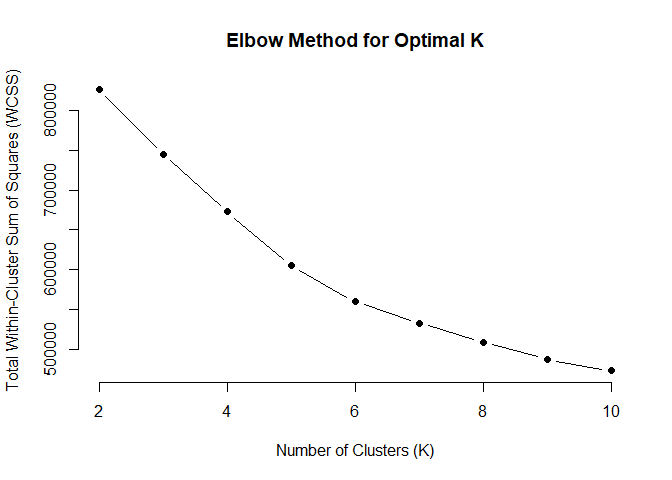 Elbow Method for Optimal K
Total Within-Cluster Sum of Squares (WCSS)
800000
700000
600000
500000
2 4 6 8 10
Number of Clusters (K)